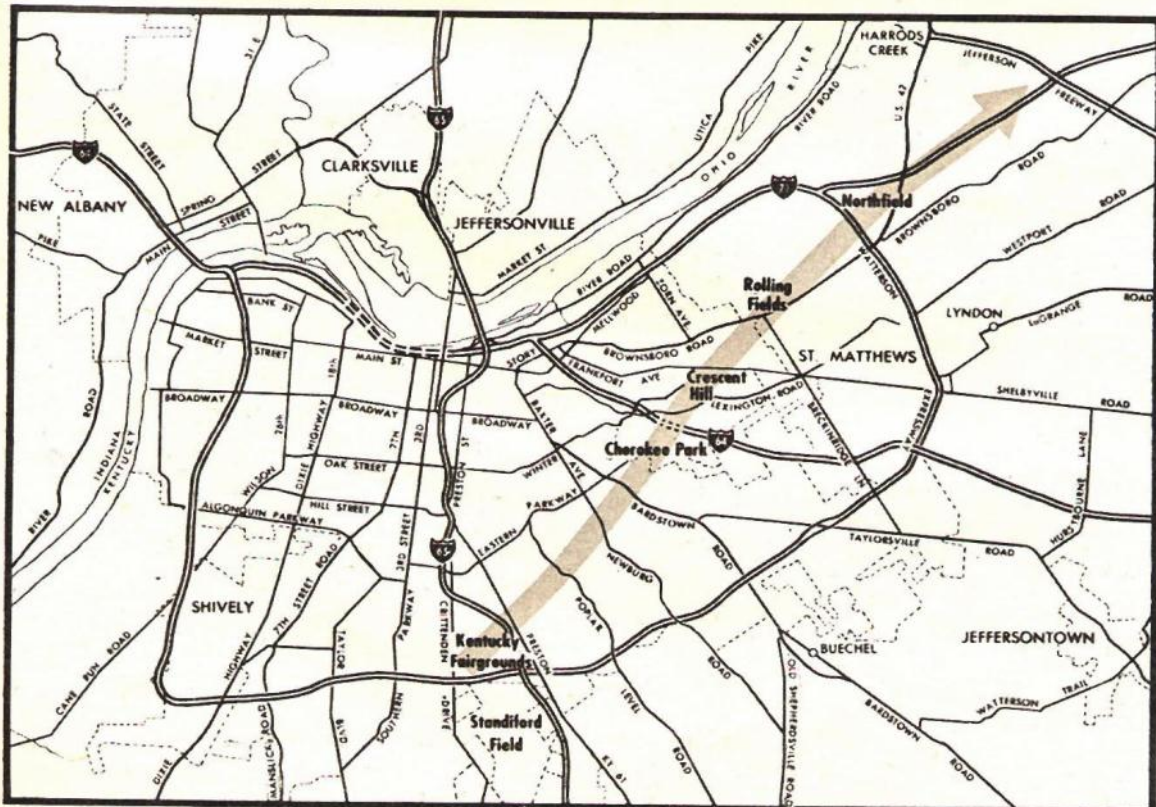 HARRODS
CREEK
JEFFERSON
FREEWAY
U.S. 42
RIVER ROAD
OHIO
RIVER
UTICA
PIKE
31 E
65
STATE
STREET
64
CLARKSVILLE
SPRING
STREET
NEW ALBANY
JEFFERSONVILLE
71
Northfield
BROWNSBORO
ROAD
WESTPORT
ROAD
PIKE
MAIN
STREET
MARKET ST.
RIVER ROAD
WATTERSON
EXPRESSWAY
MELLWOOD
ZORN AVE
Rolling
Fields
LYNDON
LaGRANGE
ROAD
BANK ST
MARKET
STREET
18th
MAIN ST.
STORY
BROWNSBORO ROAD
ST. MATTHEWS
FRANKFORT
AVE
Crescent
Hill
LEXINGTON ROAD
SHELBYVILLE
ROAD
BROADWAY
BROADWAY
BROADWAY
26th
DIXIE HIGHWAY
7TH
3RD
PRESTON
ST
BAXTER
AVE
BRECKINRIDGE
LN
ROAD
INDIANA
KENTUCKY
64
Cherokee Park
OAK STREET
WINTER
WILSON
HILL STREET
PARKWAY
HURSTBOURNE
LANE
RIVER
ALGONQUIN PARKWAY
BARDSTOWN
ROAD
TAYLORSVILLE
ROAD
65
EASTERN
7TH STREET ROAD
3RD STREET
NEWBURG
ROAD
POPLAR
LEVEL
ROAD
SHIVELY
CANE RUN ROAD
HIGHWAY
DIXIE
TAYLOR
BLVD
PARKWAY
SOUTHERN
CRITTENDEN
DRIVE
PRESTON
Kentucky
Fairgrounds
JEFFERSONTOWN
BUECHEL
OLD SHEPHERDSVILLE ROAD
BARDSTOWN
ROAD
WATTERSON
TRAIL
MANSLICK ROAD
Standiford
Field
KY 61